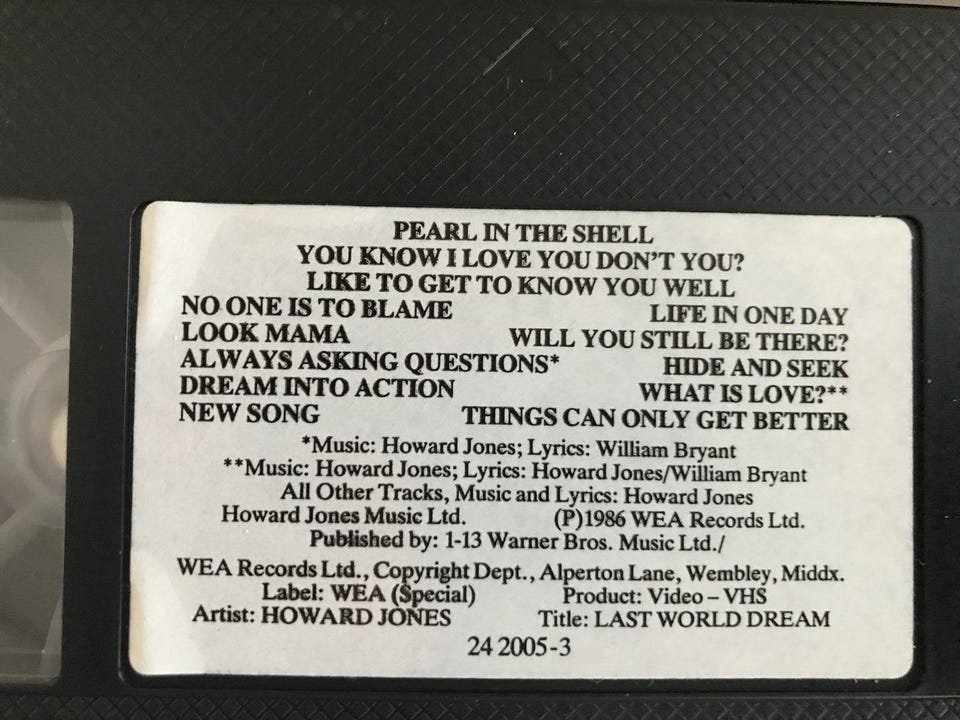 PEARL IN THE SHELL
YOU KNOW I LOVE YOU DON'T YOU?
LIKE TO GET TO KNOW YOU WELL
NO ONE IS TO BLAME LIFE IN ONE DAY
LOOK MAMA WILL YOU STILL BE THERE?
ALWAYS ASKING QUESTIONS* HIDE AND SEEK
DREAM INTO ACTION WHAT IS LOVE?**
NEW SONG THINGS CAN ONLY GET BETTER
*Music: Howard Jones; Lyrics: William Bryant
**Music: Howard Jones; Lyrics: Howard Jones/William Bryant
All Other Tracks, Music and Lyrics: Howard Jones
Howard Jones Music Ltd. (P)1986 WEA Records Ltd.
Published by: 1-13 Warner Bros. Music Ltd./
WEA Records Ltd., Copyright Dept., Alperton Lane, Wembley, Middx.
Label: WEA (Special) Product: Video – VHS
Artist: HOWARD JONES Title: LAST WORLD DREAM
24 2005-3